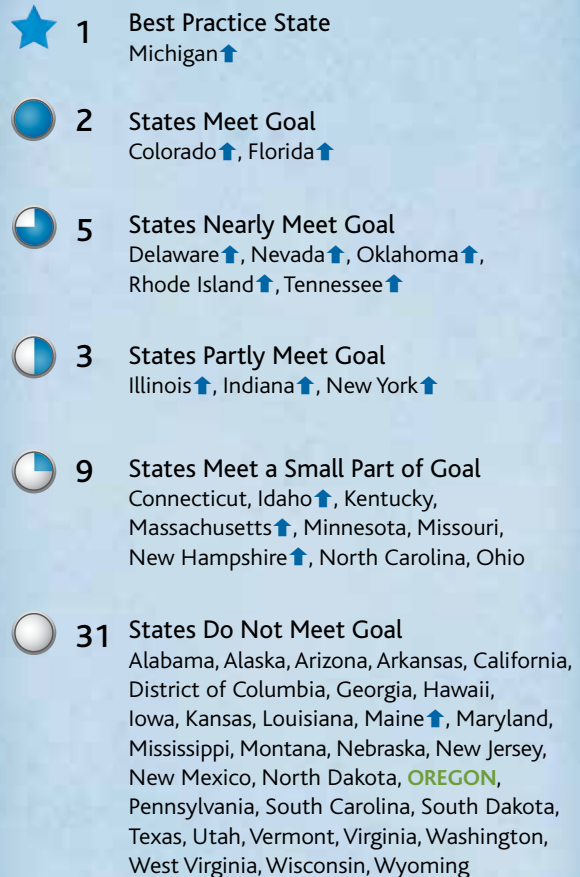 1 Best Practice State
Michigan⬆
2 States Meet Goal
Colorado⬆, Florida⬆
5 States Nearly Meet Goal
Delaware⬆, Nevada⬆, Oklahoma⬆,
Rhode Island⬆, Tennessee⬆
3 States Partly Meet Goal
Illinois⬆, Indiana⬆, New York⬆
9 States Meet a Small Part of Goal
Connecticut, Idaho⬆, Kentucky,
Massachusetts⬆, Minnesota, Missouri,
New Hampshire⬆, North Carolina, Ohio
31 States Do Not Meet Goal
Alabama, Alaska, Arizona, Arkansas, California,
District of Columbia, Georgia, Hawaii,
Iowa, Kansas, Louisiana, Maine⬆, Maryland,
Mississippi, Montana, Nebraska, New Jersey,
New Mexico, North Dakota, OREGON,
Pennsylvania, South Carolina, South Dakota,
Texas, Utah, Vermont, Virginia, Washington,
West Virginia, Wisconsin, Wyoming